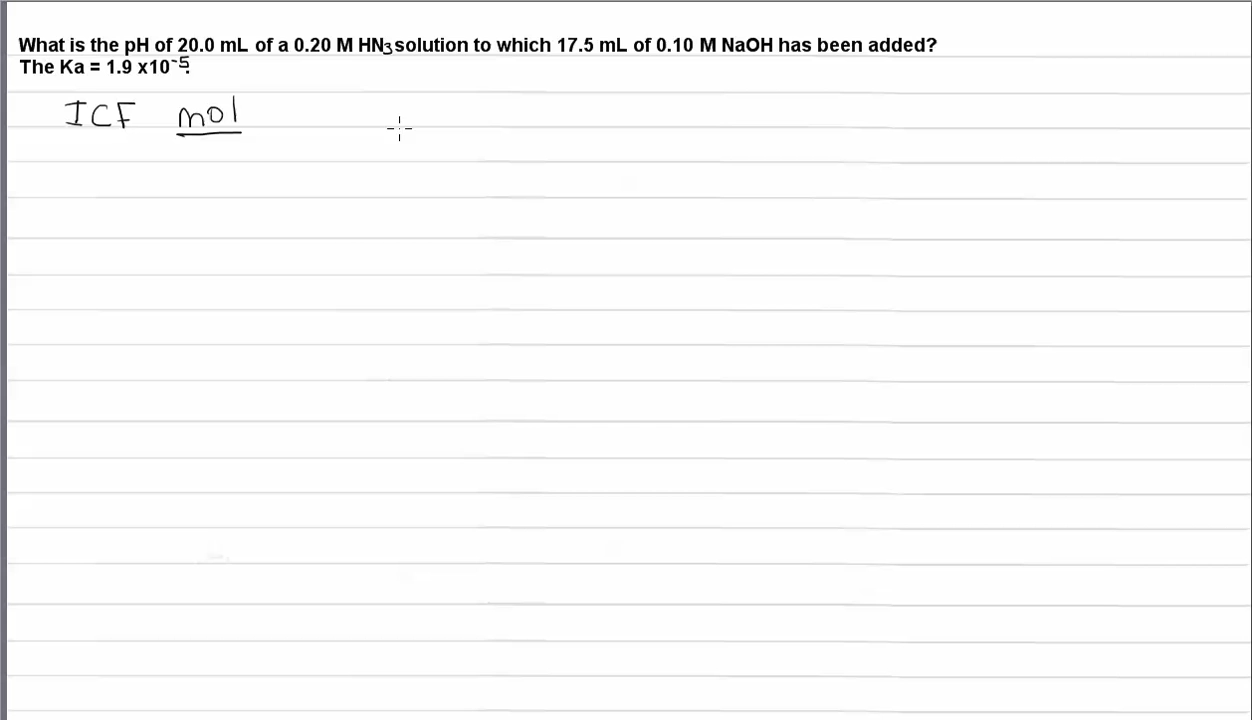 What is the pH of 20.0 mL of a 0.20 M HN₃ solution to which 17.5 mL of 0.10 M NaOH has been added?
The Ka = 1.9 x10⁻⁵.
ICF mol